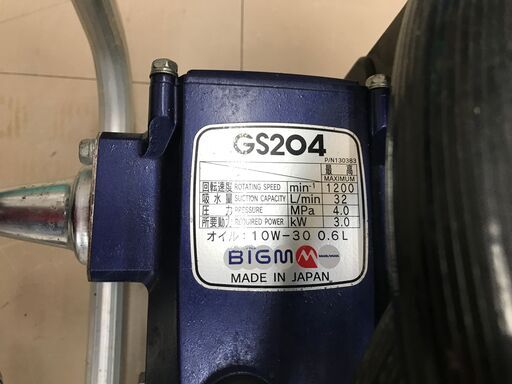 GS204
P/N130383
最高
MAXIMUM
回転速度 ROTATING SPEED min-1 1200
吸水量 SUCTION CAPACITY L/min 32
圧力 PRESSURE MPa 4.0
所要動力 REQUIRED POWER kW 3.0
オイル:10W-30 0.6L
BIGM
MADE IN JAPAN